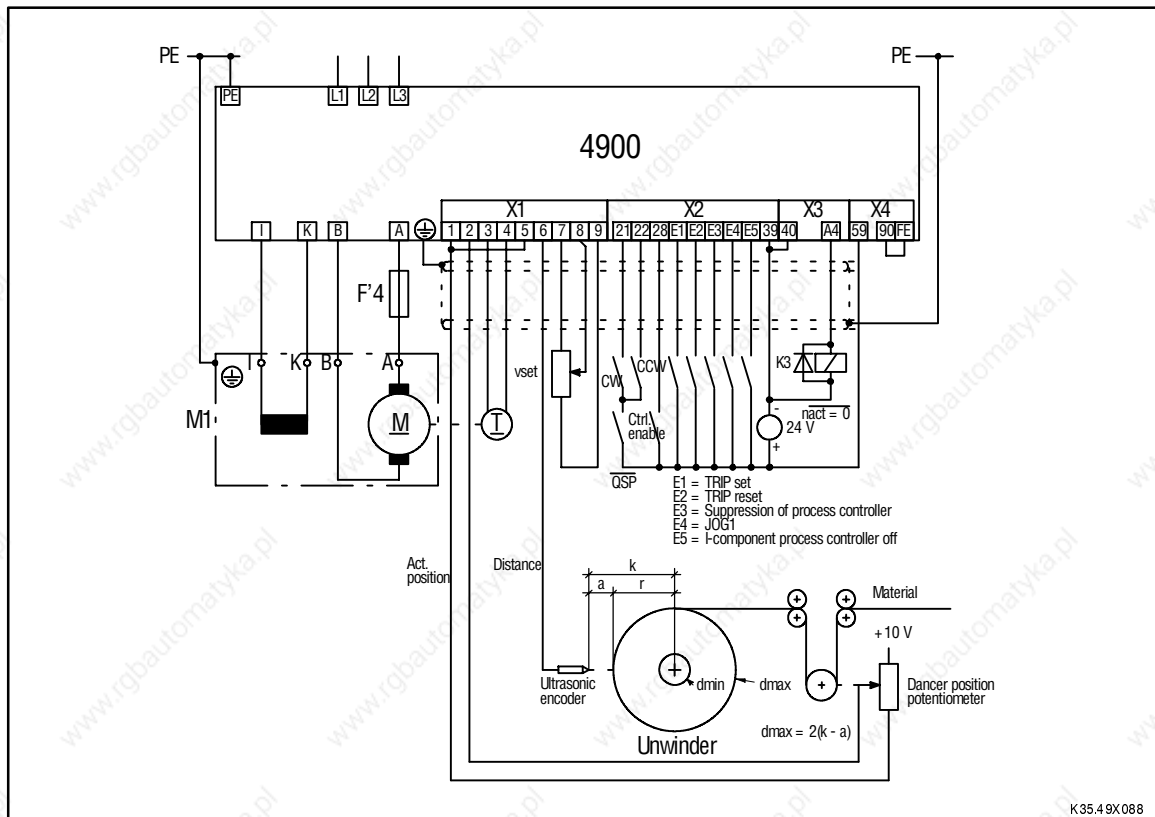 PE
PE
PE L1 L2 L3
4900
X1 X2 X3 X4
I K B A 1 2 3 4 5 6 7 8 9 21 22 28 E1 E2 E3 E4 E5 39 40 A4 59 90 FE
F'4
I K B A
vset
CW CCW
K3
M1
M
T
Ctrl.
enable
-
24 V
+
nact = 0
QSP
E1 = TRIP set
E2 = TRIP reset
E3 = Suppression of process controller
E4 = JOG1
E5 = I-component process controller off
Act.
position
Distance
k
a r
Material
+10 V
Ultrasonic
encoder
dmin
dmax
Dancer position
potentiometer
dmax = 2(k - a)
Unwinder
K35.49X088
www.rgbautomatyka.pl